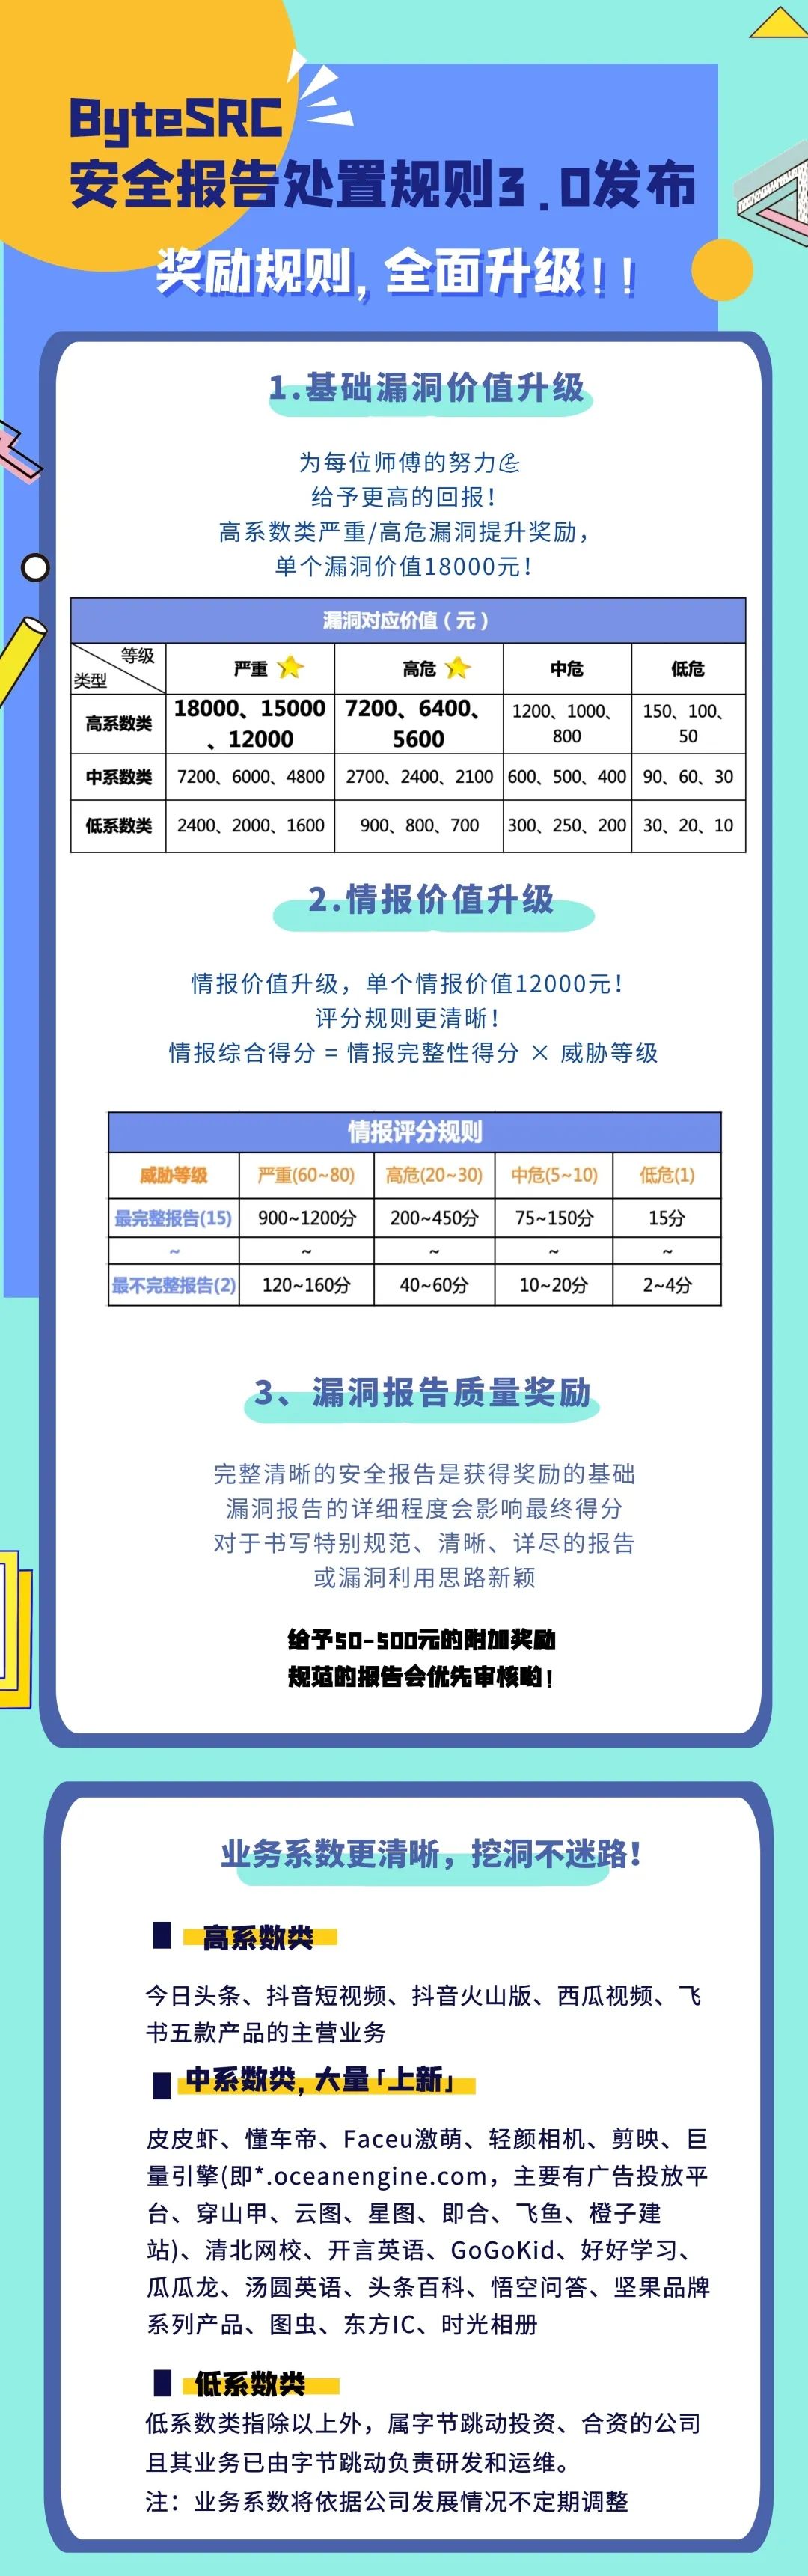 ByteSRC
安全报告处置规则3.0发布
奖励规则，全面升级！！
1.基础漏洞价值升级
为每位师傅的努力💪
给予更高的回报！
高系数类严重/高危漏洞提升奖励，
单个漏洞价值18000元！
漏洞对应价值（元）
等级
类型
严重 ⭐ 高危 ⭐ 中危 低危
高系数类 18000、15000、12000 7200、6400、5600 1200、1000、800 150、100、50
中系数类 7200、6000、4800 2700、2400、2100 600、500、400 90、60、30
低系数类 2400、2000、1600 900、800、700 300、250、200 30、20、10
2.情报价值升级
情报价值升级，单个情报价值12000元！
评分规则更清晰！
情报综合得分 = 情报完整性得分 × 威胁等级
情报评分规则
威胁等级 严重(60~80) 高危(20~30) 中危(5~10) 低危(1)
最完整报告(15) 900~1200分 200~450分 75~150分 15分
~ ~ ~ ~ ~
最不完整报告(2) 120~160分 40~60分 10~20分 2~4分
3、漏洞报告质量奖励
完整清晰的安全报告是获得奖励的基础
漏洞报告的详细程度会影响最终得分
对于书写特别规范、清晰、详尽的报告
或漏洞利用思路新颖
给予50-500元的附加奖励
规范的报告会优先审核哟！
业务系数更清晰，挖洞不迷路！
高系数类
今日头条、抖音短视频、抖音火山版、西瓜视频、飞
书五款产品的主营业务
中系数类，大量「上新」
皮皮虾、懂车帝、Faceu激萌、轻颜相机、剪映、巨
量引擎(即*.oceanengine.com，主要有广告投放平
台、穿山甲、云图、星图、即合、飞鱼、橙子建
站)、清北网校、开言英语、GoGoKid、好好学习、
瓜瓜龙、汤圆英语、头条百科、悟空问答、坚果品牌
系列产品、图虫、东方IC、时光相册
低系数类
低系数类指除以上外，属字节跳动投资、合资的公司
且其业务已由字节跳动负责研发和运维。
注：业务系数将依据公司发展情况不定期调整